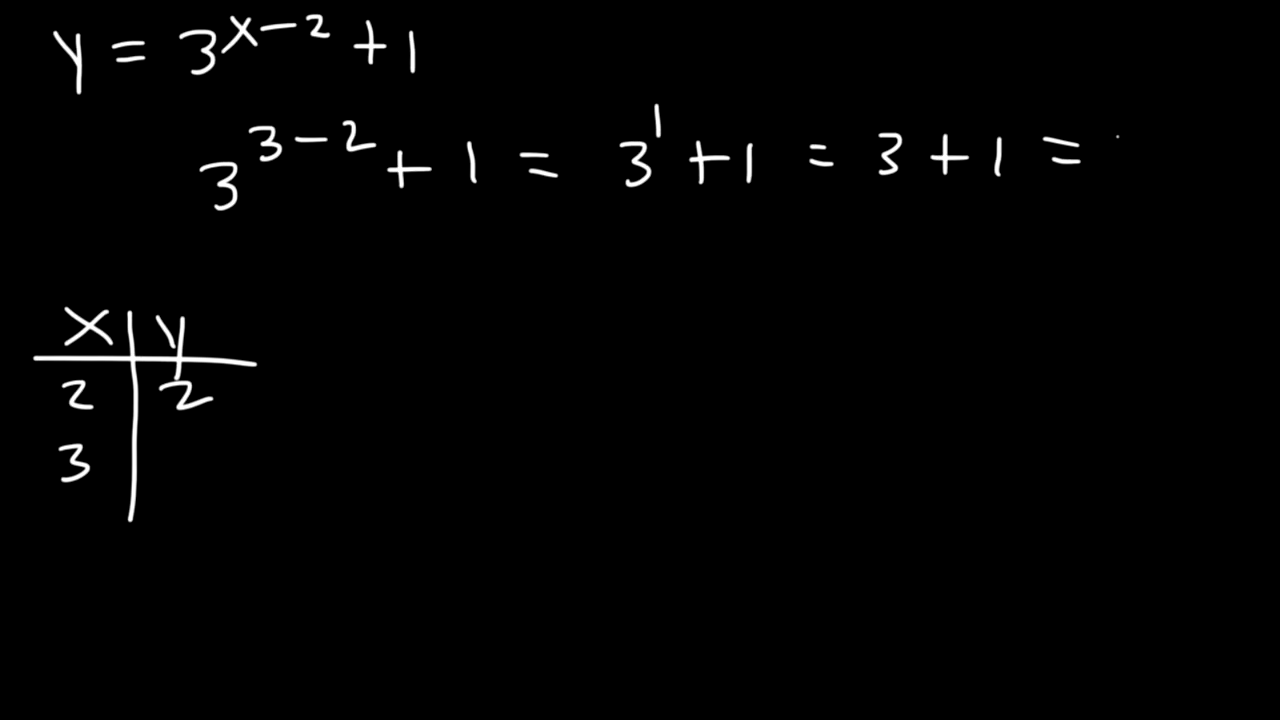 y = 3^{x-2} + 1
3^{3-2} + 1 = 3^1 + 1 = 3 + 1 =
x | y
2 | 2
3 |